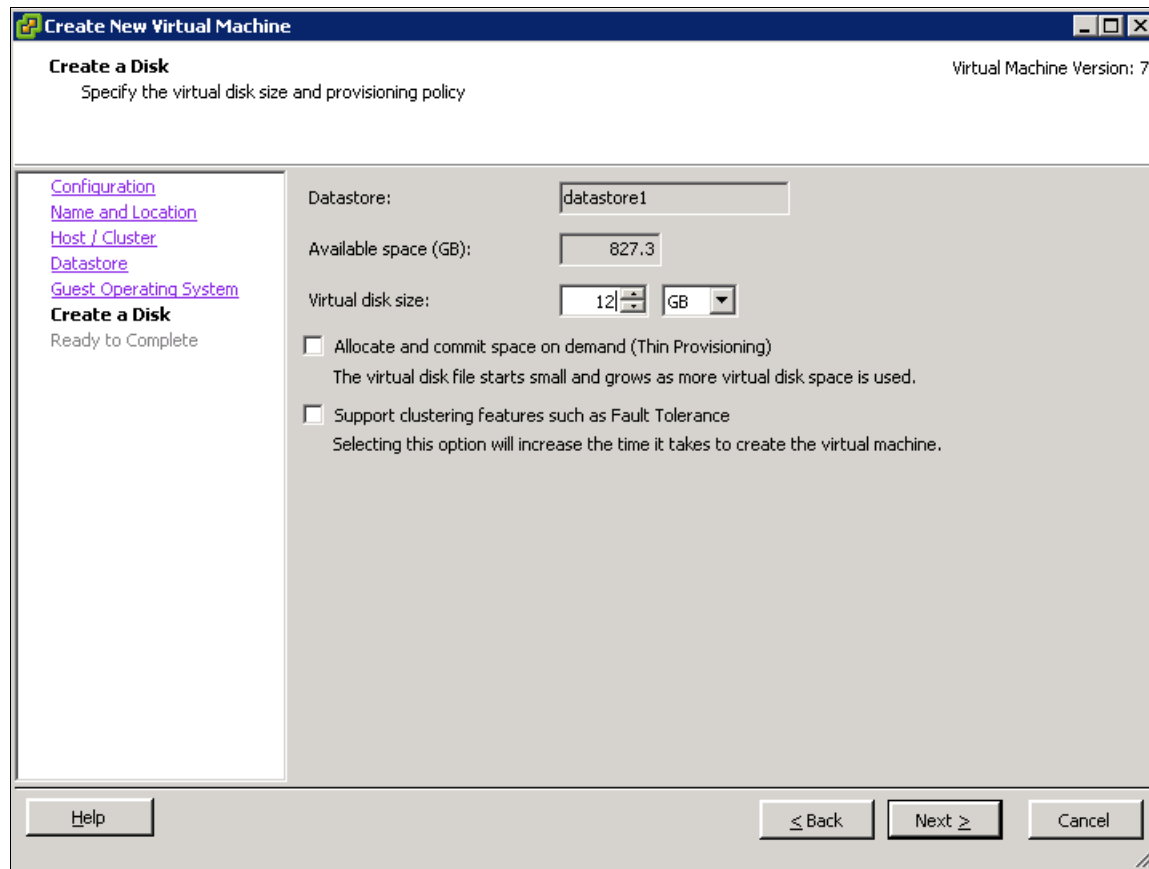 Create New Virtual Machine
Create a Disk
Virtual Machine Version: 7
Specify the virtual disk size and provisioning policy
Configuration
Name and Location
Host / Cluster
Datastore
Guest Operating System
Create a Disk
Ready to Complete
Datastore: datastore1
Available space (GB): 827.3
Virtual disk size: 12 GB
Allocate and commit space on demand (Thin Provisioning)
The virtual disk file starts small and grows as more virtual disk space is used.
Support clustering features such as Fault Tolerance
Selecting this option will increase the time it takes to create the virtual machine.
Help
< Back
Next >
Cancel